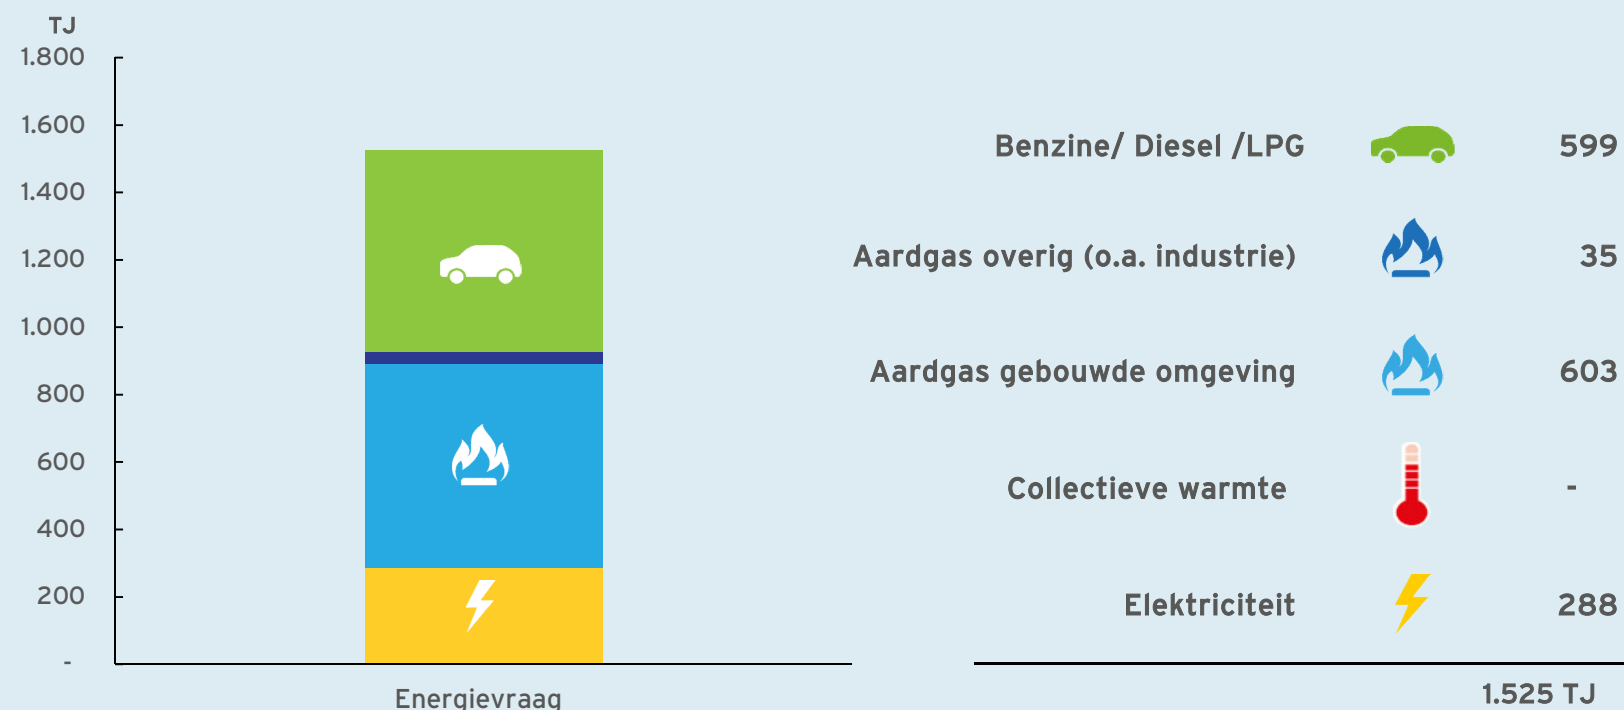 TJ
1.800
1.600
1.400
1.200
1.000
800
600
400
200
-
Energievraag
Benzine/ Diesel /LPG 599
Aardgas overig (o.a. industrie) 35
Aardgas gebouwde omgeving 603
Collectieve warmte -
Elektriciteit 288
1.525 TJ